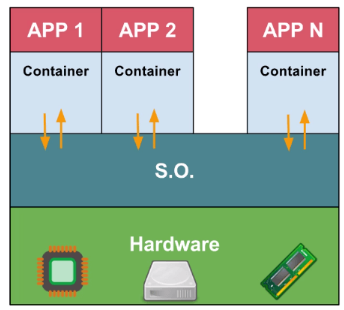 APP 1 APP 2 APP N
Container Container Container
S.O.
Hardware